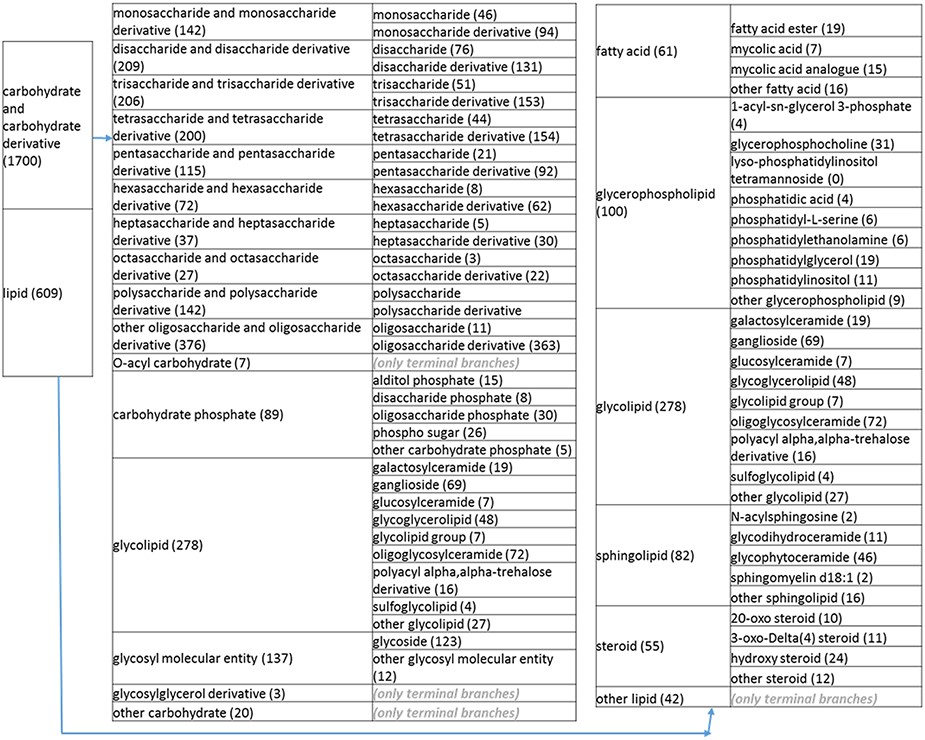 carbohydrate
and
carbohydrate
derivative
(1700)
lipid (609)
monosaccharide and monosaccharide
derivative (142)
monosaccharide (46)
monosaccharide derivative (94)
disaccharide and disaccharide derivative
(209)
disaccharide (76)
disaccharide derivative (131)
trisaccharide and trisaccharide derivative
(206)
trisaccharide (51)
trisaccharide derivative (153)
tetrasaccharide and tetrasaccharide
derivative (200)
tetrasaccharide (44)
tetrasaccharide derivative (154)
pentasaccharide and pentasaccharide
derivative (115)
pentasaccharide (21)
pentasaccharide derivative (92)
hexasaccharide and hexasaccharide
derivative (72)
hexasaccharide (8)
hexasaccharide derivative (62)
heptasaccharide and heptasaccharide
derivative (37)
heptasaccharide (5)
heptasaccharide derivative (30)
octasaccharide and octasaccharide
derivative (27)
octasaccharide (3)
octasaccharide derivative (22)
polysaccharide and polysaccharide
derivative (142)
polysaccharide
polysaccharide derivative
other oligosaccharide and oligosaccharide
derivative (376)
oligosaccharide (11)
oligosaccharide derivative (363)
O-acyl carbohydrate (7)
(only terminal branches)
carbohydrate phosphate (89)
alditol phosphate (15)
disaccharide phosphate (8)
oligosaccharide phosphate (30)
phospho sugar (26)
other carbohydrate phosphate (5)
glycolipid (278)
galactosylceramide (19)
ganglioside (69)
glucosylceramide (7)
glycoglycerolipid (48)
glycolipid group (7)
oligoglycosylceramide (72)
polyacyl alpha,alpha-trehalose
derivative (16)
sulfoglycolipid (4)
other glycolipid (27)
glycosyl molecular entity (137)
glycoside (123)
other glycosyl molecular entity
(12)
glycosylglycerol derivative (3)
(only terminal branches)
other carbohydrate (20)
(only terminal branches)
fatty acid (61)
fatty acid ester (19)
mycolic acid (7)
mycolic acid analogue (15)
other fatty acid (16)
glycerophospholipid
(100)
1-acyl-sn-glycerol 3-phosphate
(4)
glycerophosphocholine (31)
lyso-phosphatidylinositol
tetramannoside (0)
phosphatidic acid (4)
phosphatidyl-L-serine (6)
phosphatidylethanolamine (6)
phosphatidylglycerol (19)
phosphatidylinositol (11)
other glycerophospholipid (9)
glycolipid (278)
galactosylceramide (19)
ganglioside (69)
glucosylceramide (7)
glycoglycerolipid (48)
glycolipid group (7)
oligoglycosylceramide (72)
polyacyl alpha,alpha-trehalose
derivative (16)
sulfoglycolipid (4)
other glycolipid (27)
sphingolipid (82)
N-acylsphingosine (2)
glycodihydroceramide (11)
glycophytoceramide (46)
sphingomyelin d18:1 (2)
other sphingolipid (16)
steroid (55)
20-oxo steroid (10)
3-oxo-Delta(4) steroid (11)
hydroxy steroid (24)
other steroid (12)
other lipid (42)
(only terminal branches)